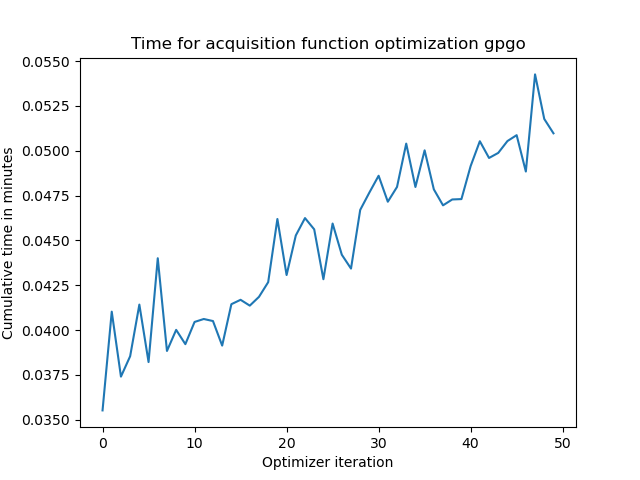 Time for acquisition function optimization gpgo
0.0550
0.0525
0.0500
0.0475
0.0450
0.0425
0.0400
0.0375
0.0350
Cumulative time in minutes
0 10 20 30 40 50
Optimizer iteration